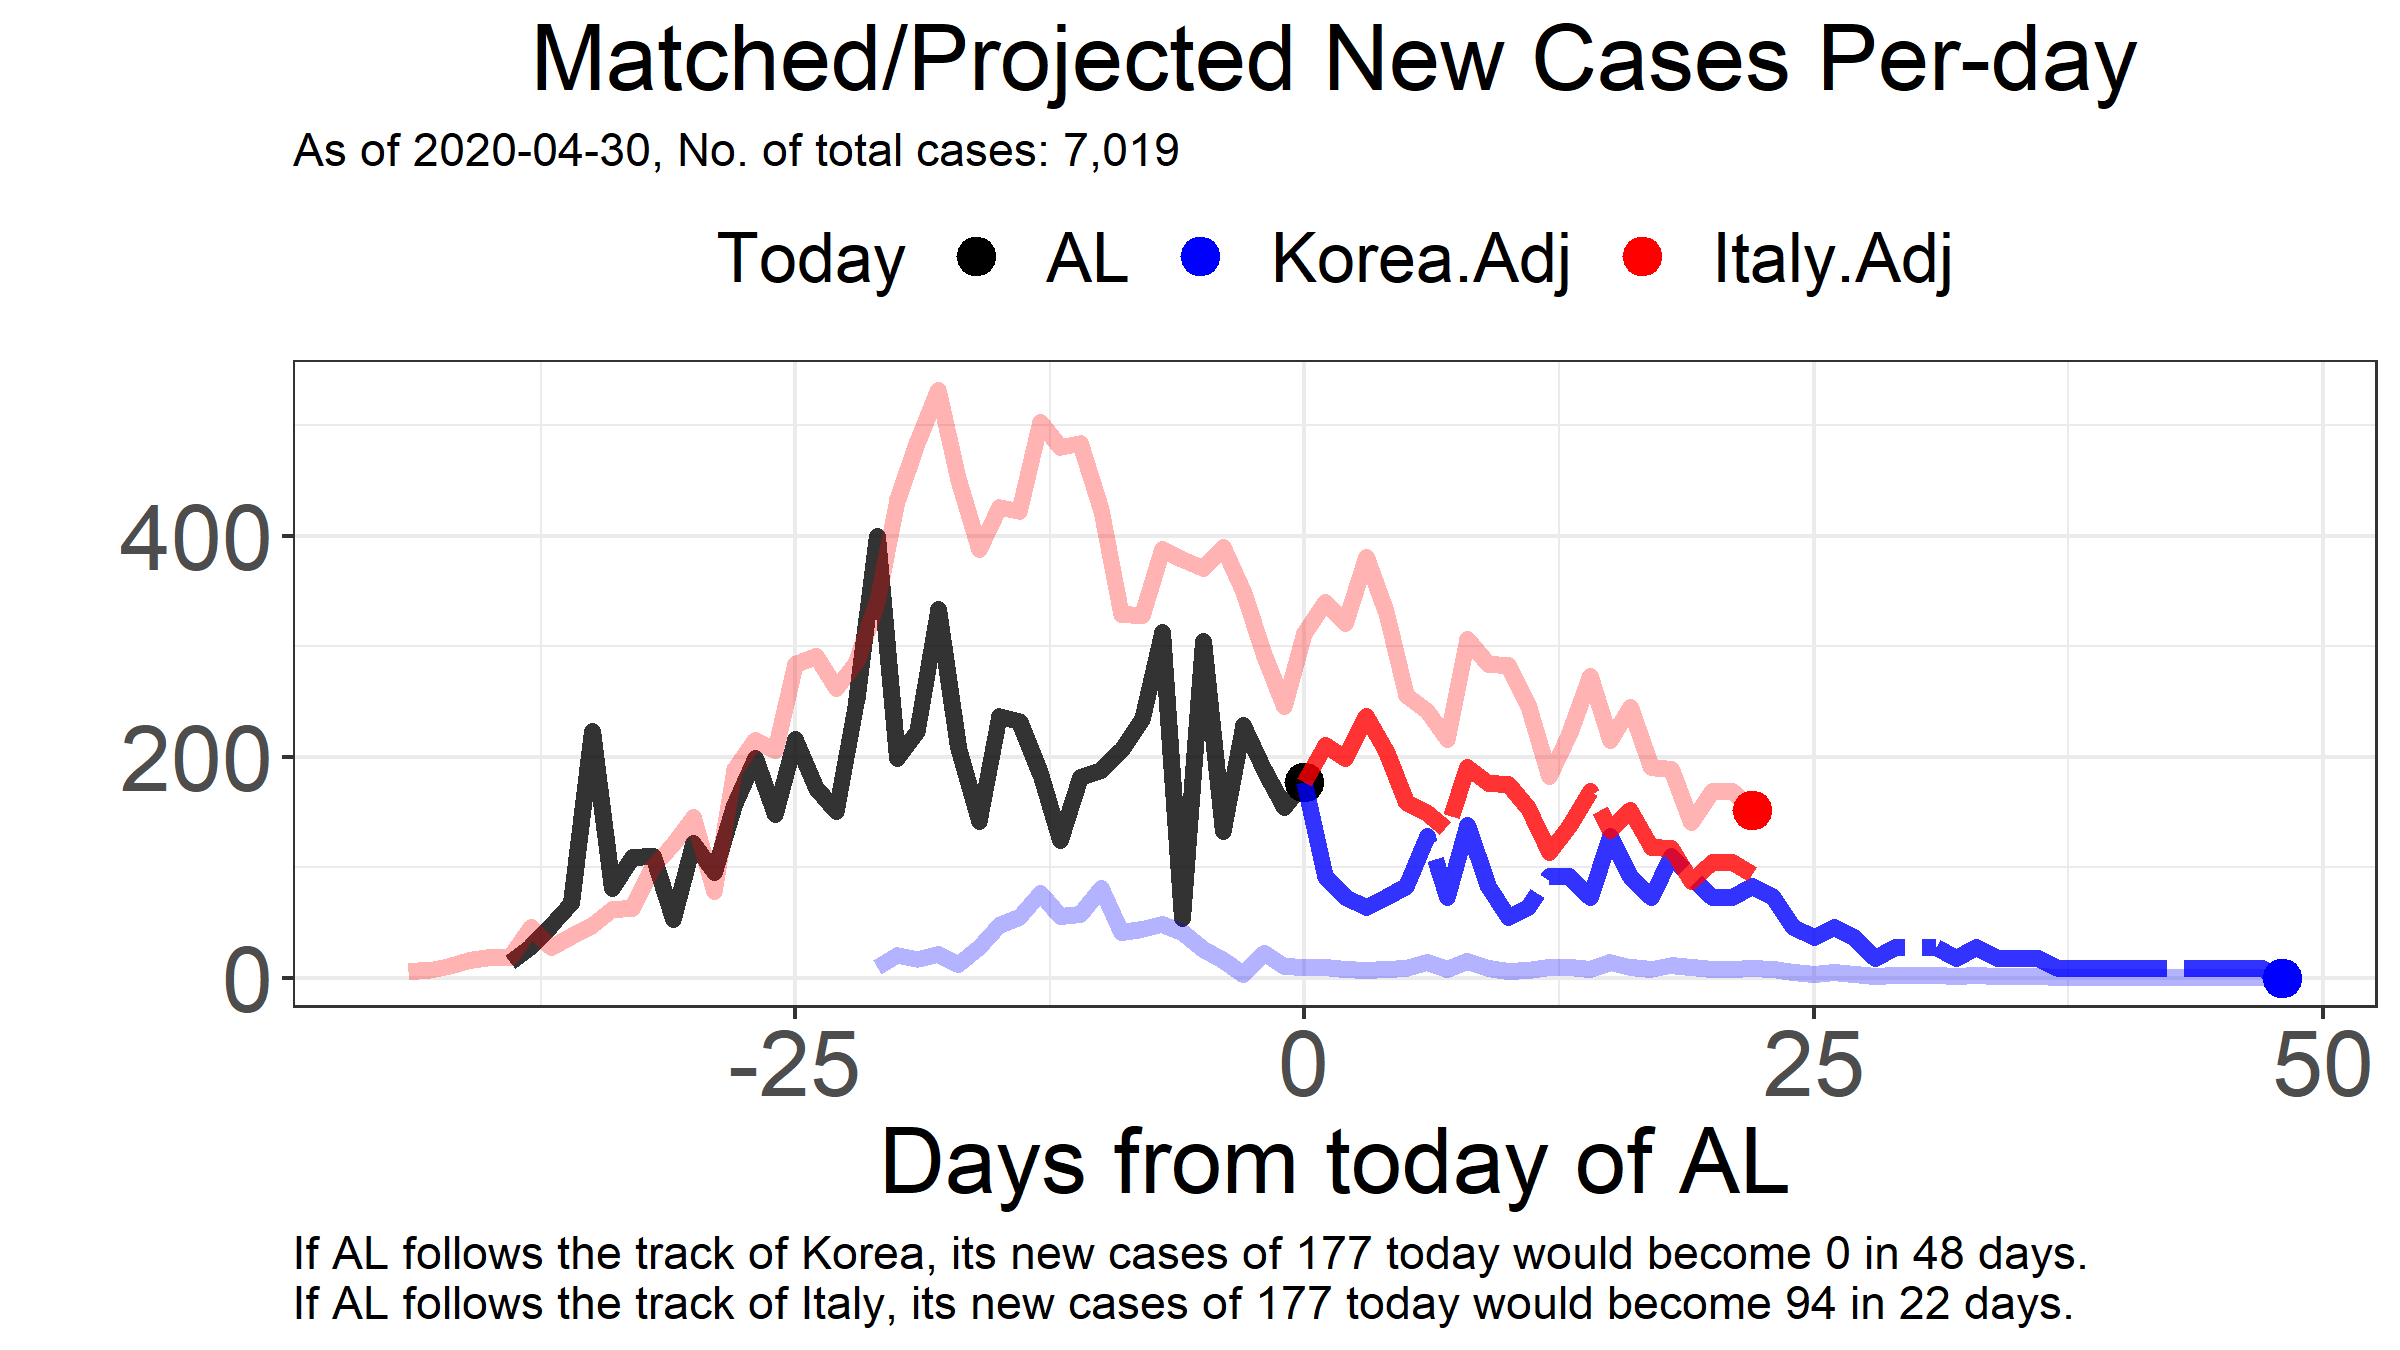 Matched/Projected New Cases Per-day
As of 2020-04-30, No. of total cases: 7,019
Today AL Korea.Adj Italy.Adj
400
200
0
-25 0 25 50
Days from today of AL
If AL follows the track of Korea, its new cases of 177 today would become 0 in 48 days.
If AL follows the track of Italy, its new cases of 177 today would become 94 in 22 days.